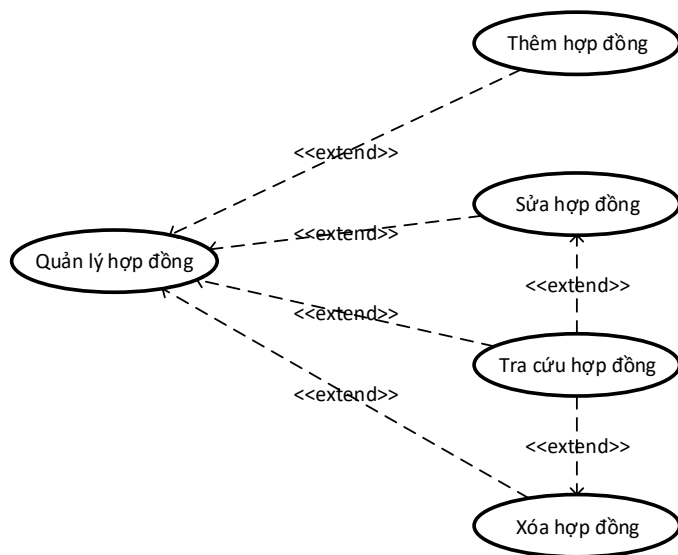 Thêm hợp đồng
<<extend>>
Sửa hợp đồng
<<extend>>
Quản lý hợp đồng
<<extend>>
<<extend>>
Tra cứu hợp đồng
<<extend>>
<<extend>>
Xóa hợp đồng